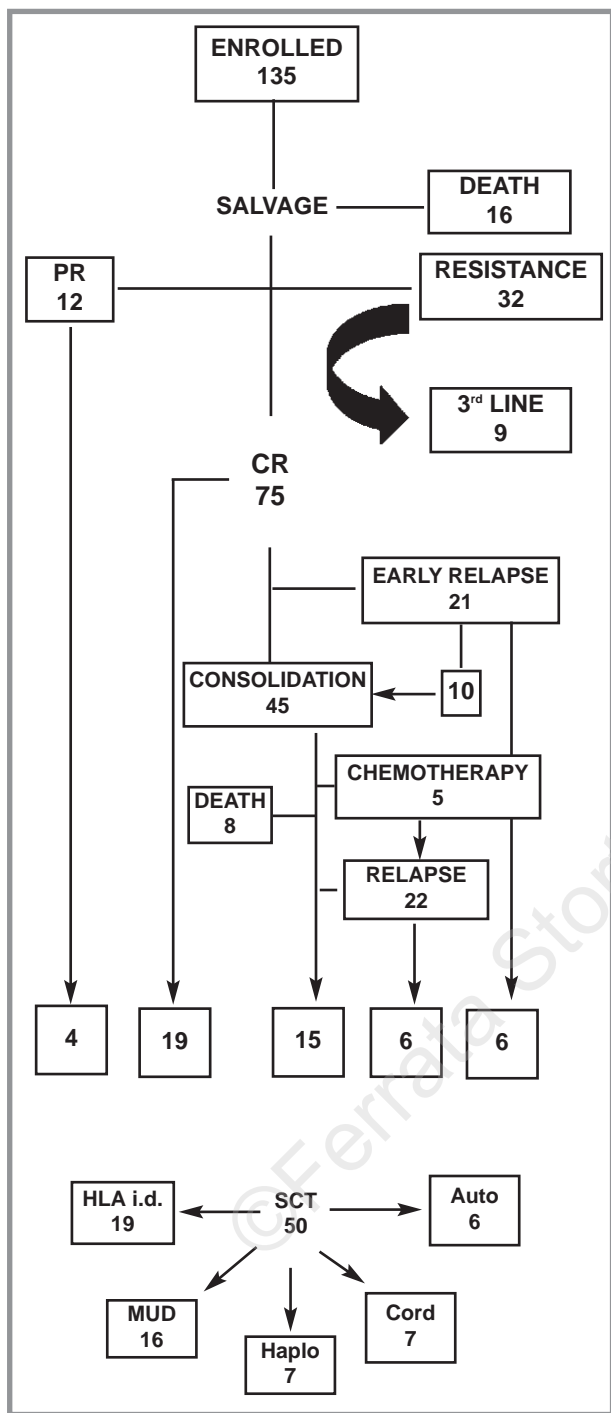 ENROLLED
135
SALVAGE
DEATH
16
PR
12
RESISTANCE
32
3rd LINE
9
CR
75
EARLY RELAPSE
21
CONSOLIDATION
45
10
CHEMOTHERAPY
5
DEATH
8
RELAPSE
22
4
19
15
6
6
SCT
50
HLA i.d.
19
Auto
6
MUD
16
Haplo
7
Cord
7
©Ferrata